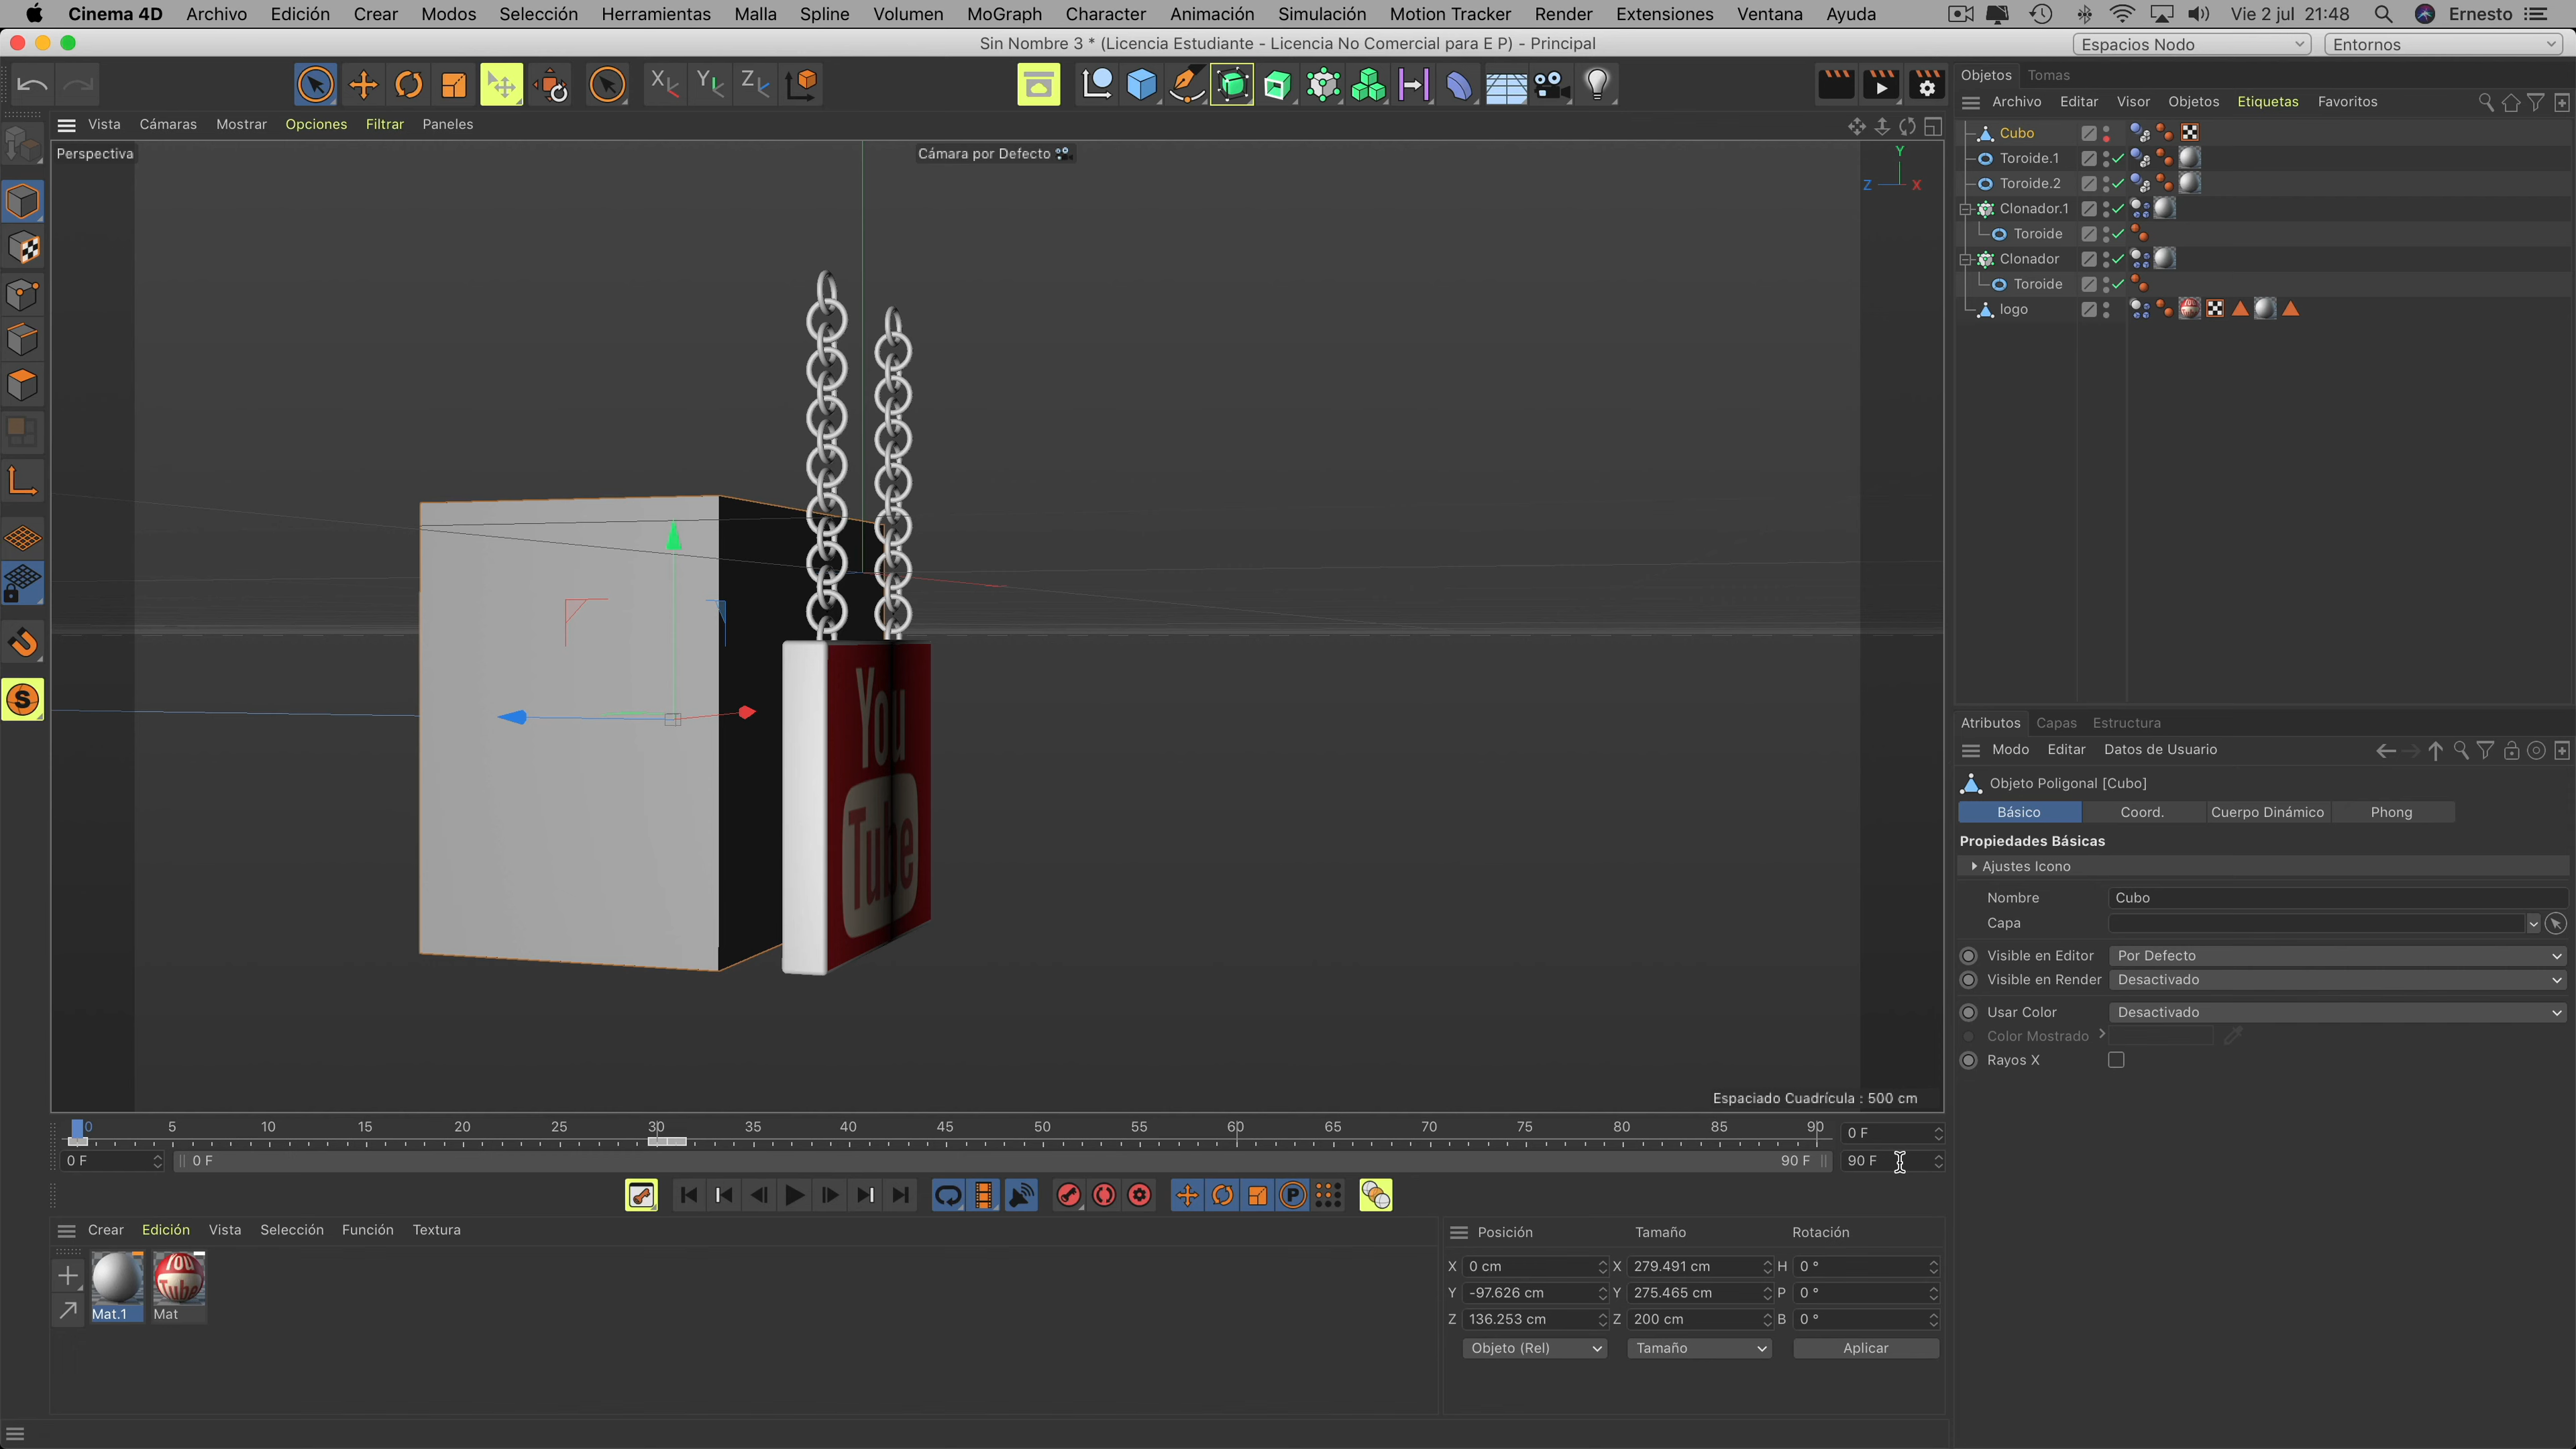 Cinema 4D Archivo Edición Crear Modos Selección Herramientas Malla Spline Volumen MoGraph Character Animación Simulación Motion Tracker Render Extensiones Ventana Ayuda Vie 2 jul 21:48 Ernesto
Sin Nombre 3 * (Licencia Estudiante - Licencia No Comercial para E P) - Principal
Espacios Nodo
Entornos
X Y Z
Objetos Tomas
Archivo Editar Visor Objetos Etiquetas Favoritos
Vista Cámaras Mostrar Opciones Filtrar Paneles
Perspectiva
Cámara por Defecto
Y
Z X
Cubo
Toroide.1
Toroide.2
Clonador.1
Toroide
Clonador
Toroide
logo
You
Tube
Espaciado Cuadrícula : 500 cm
Atributos Capas Estructura
Modo Editar Datos de Usuario
Objeto Poligonal [Cubo]
Básico Coord. Cuerpo Dinámico Phong
Propiedades Básicas
Ajustes Icono
Nombre Cubo
Capa
Visible en Editor Por Defecto
Visible en Render Desactivado
Usar Color Desactivado
Color Mostrado
Rayos X
0 5 10 15 20 25 30 35 40 45 50 55 60 65 70 75 80 85 90
0 F
0 F 0 F 90 F 90 F
P
S
Crear Edición Vista Selección Función Textura
You
Tube
Mat.1 Mat
Posición Tamaño Rotación
X 0 cm X 279.491 cm H 0 °
Y -97.626 cm Y 275.465 cm P 0 °
Z 136.253 cm Z 200 cm B 0 °
Objeto (Rel) Tamaño Aplicar